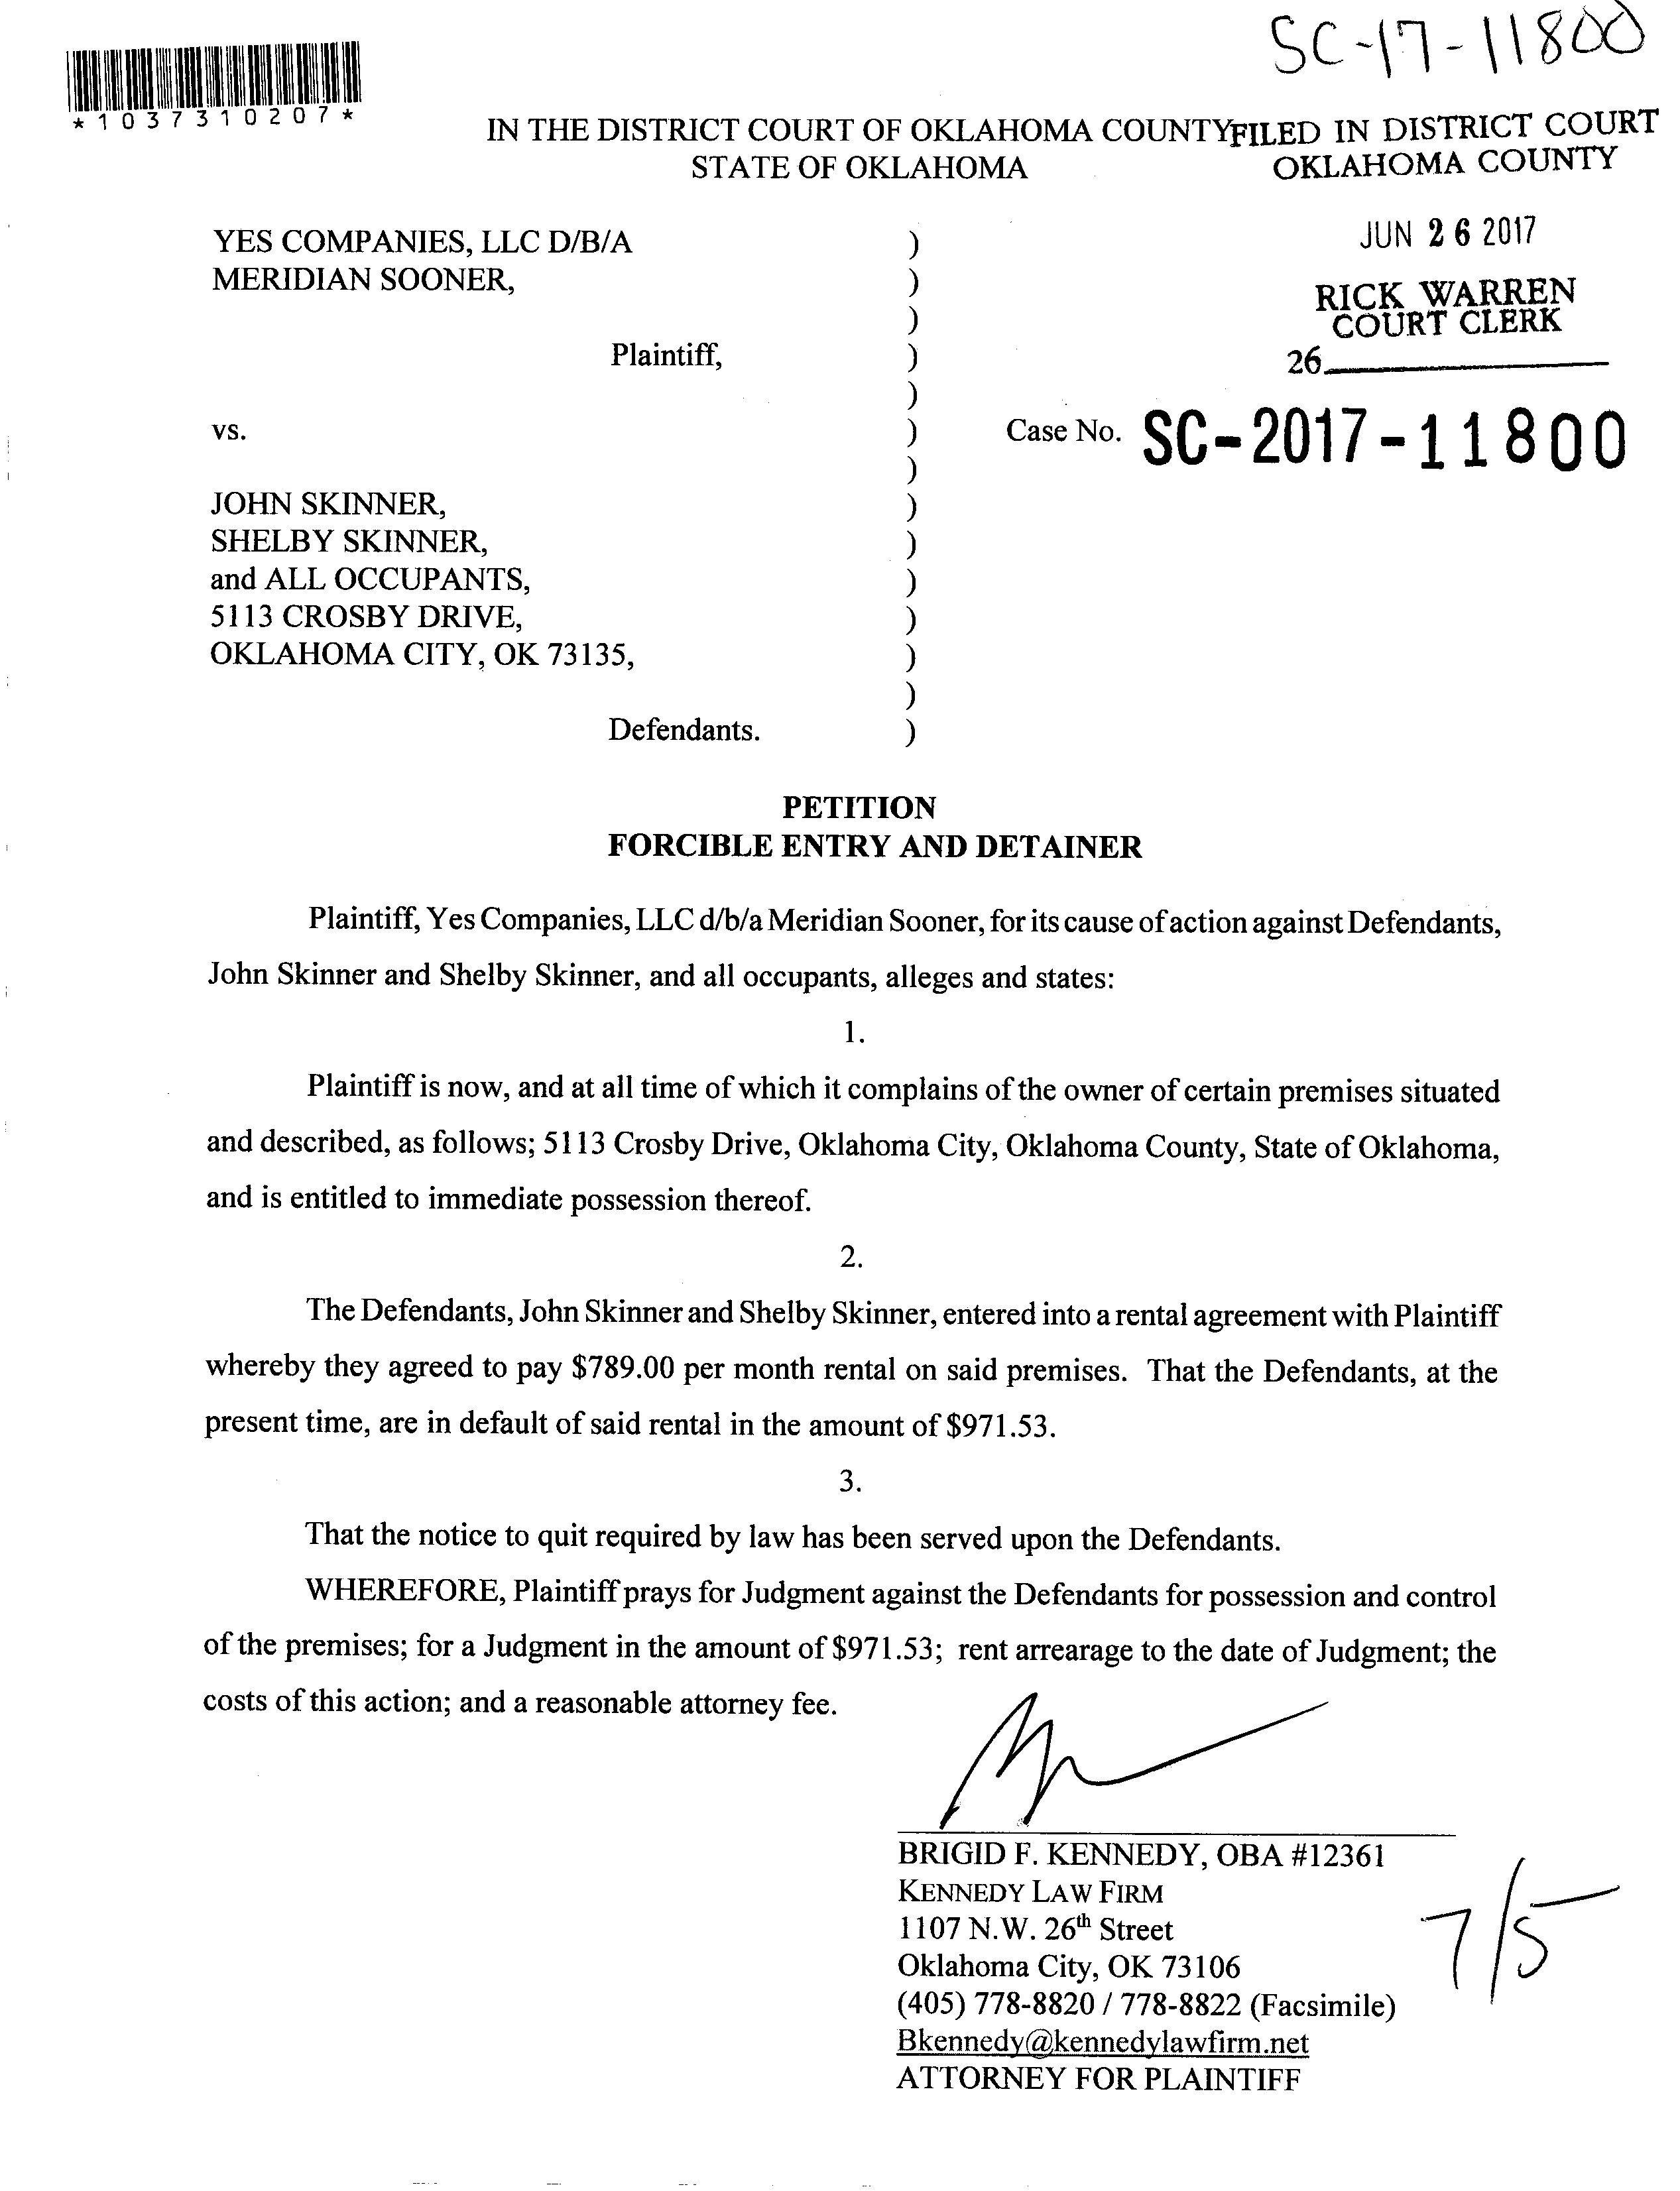 SC-17-11800
*1037310207*
IN THE DISTRICT COURT OF OKLAHOMA COUNTY
STATE OF OKLAHOMA
FILED IN DISTRICT COURT
OKLAHOMA COUNTY
JUN 26 2017
RICK WARREN
COURT CLERK
26
YES COMPANIES, LLC D/B/A )
MERIDIAN SOONER, )
)
Plaintiff, )
)
vs. ) Case No. SC-2017-11800
)
JOHN SKINNER, )
SHELBY SKINNER, )
and ALL OCCUPANTS, )
5113 CROSBY DRIVE, )
OKLAHOMA CITY, OK 73135, )
)
Defendants. )
PETITION
FORCIBLE ENTRY AND DETAINER
Plaintiff, Yes Companies, LLC d/b/a Meridian Sooner, for its cause of action against Defendants,
John Skinner and Shelby Skinner, and all occupants, alleges and states:
1.
Plaintiff is now, and at all time of which it complains of the owner of certain premises situated
and described, as follows; 5113 Crosby Drive, Oklahoma City, Oklahoma County, State of Oklahoma,
and is entitled to immediate possession thereof.
2.
The Defendants, John Skinner and Shelby Skinner, entered into a rental agreement with Plaintiff
whereby they agreed to pay $789.00 per month rental on said premises. That the Defendants, at the
present time, are in default of said rental in the amount of $971.53.
3.
That the notice to quit required by law has been served upon the Defendants.
WHEREFORE, Plaintiff prays for Judgment against the Defendants for possession and control
of the premises; for a Judgment in the amount of $971.53; rent arrearage to the date of Judgment; the
costs of this action; and a reasonable attorney fee.
BRIGID F. KENNEDY, OBA #12361
KENNEDY LAW FIRM
1107 N.W. 26th Street
Oklahoma City, OK 73106
(405) 778-8820 / 778-8822 (Facsimile)
Bkennedy@kennedylawfirm.net
ATTORNEY FOR PLAINTIFF
7/5